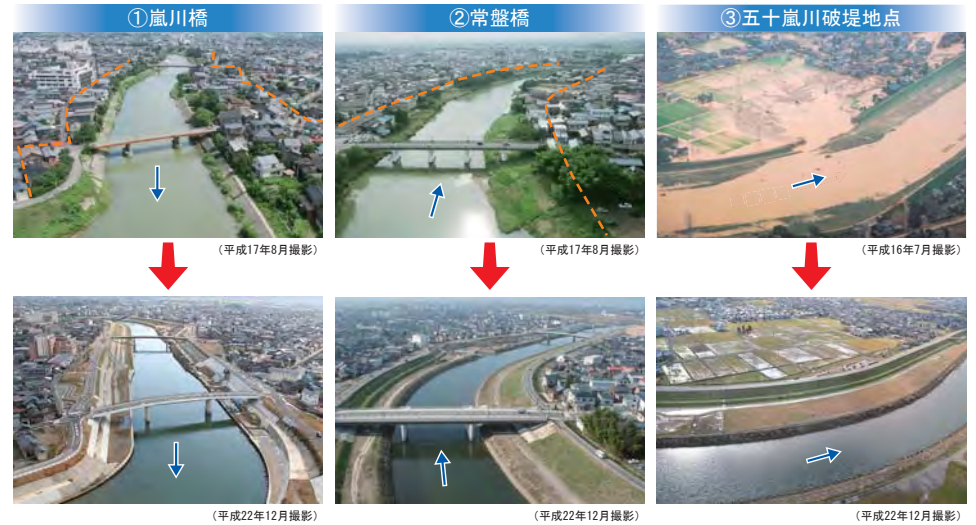 ①嵐川橋
②常盤橋
③五十嵐川破堤地点
（平成17年8月撮影）
（平成17年8月撮影）
（平成16年7月撮影）
（平成22年12月撮影）
（平成22年12月撮影）
（平成22年12月撮影）